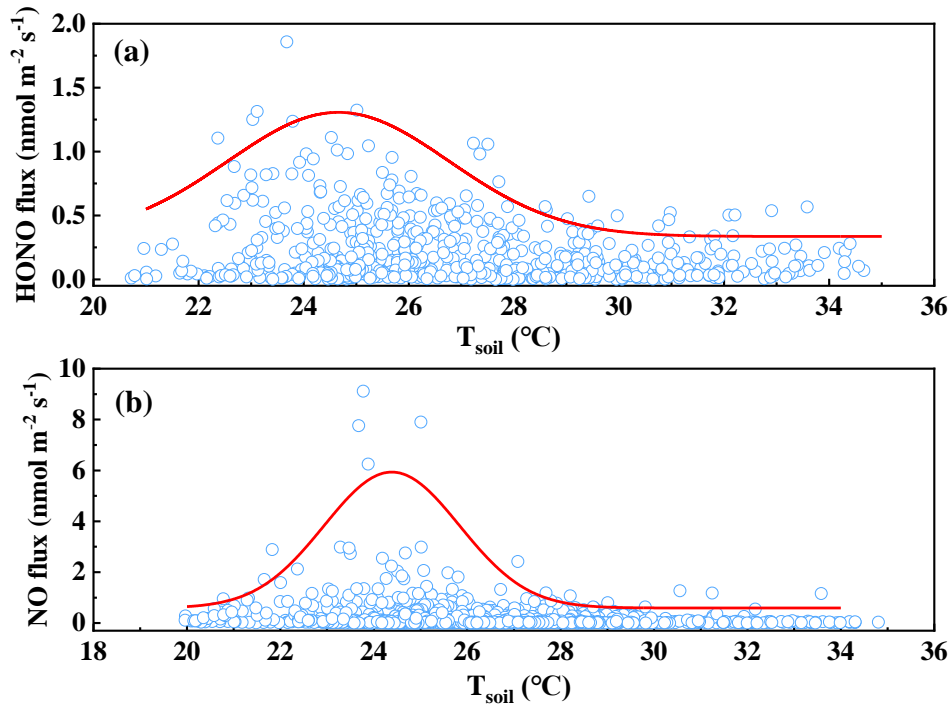 (a)
HONO flux (nmol m-2 s-1)
2.0
1.5
1.0
0.5
0.0
20 22 24 26 28 30 32 34 36
Tsoil (°C)
(b)
NO flux (nmol m-2 s-1)
10
8
6
4
2
0
18 20 22 24 26 28 30 32 34 36
Tsoil (°C)